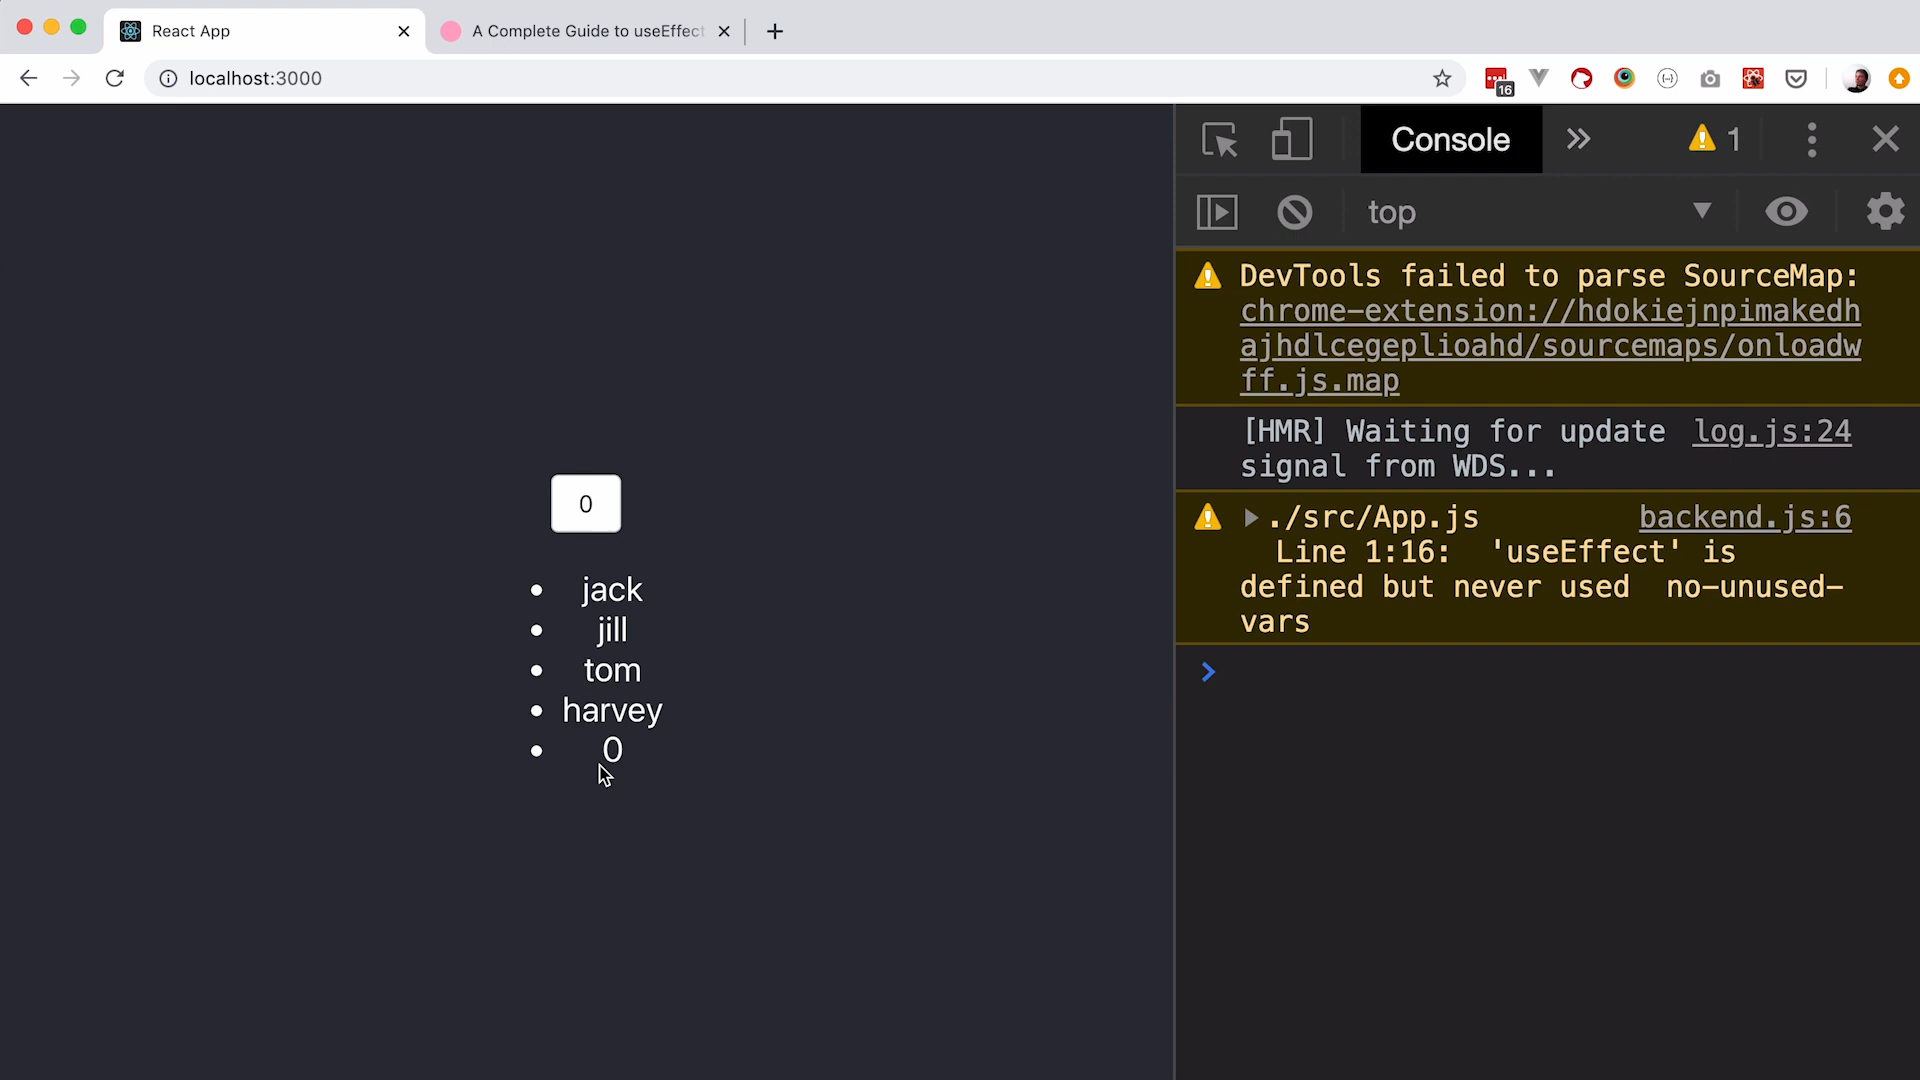 React App
A Complete Guide to useEffect
localhost:3000
16
Console
1
top
DevTools failed to parse SourceMap:
chrome-extension://hdokiejnpimakedh
ajhdlcegeplioahd/sourcemaps/onloadw
ff.js.map
[HMR] Waiting for update log.js:24
signal from WDS...
./src/App.js backend.js:6
Line 1:16: 'useEffect' is
defined but never used no-unused-
vars
0
jack
jill
tom
harvey
0